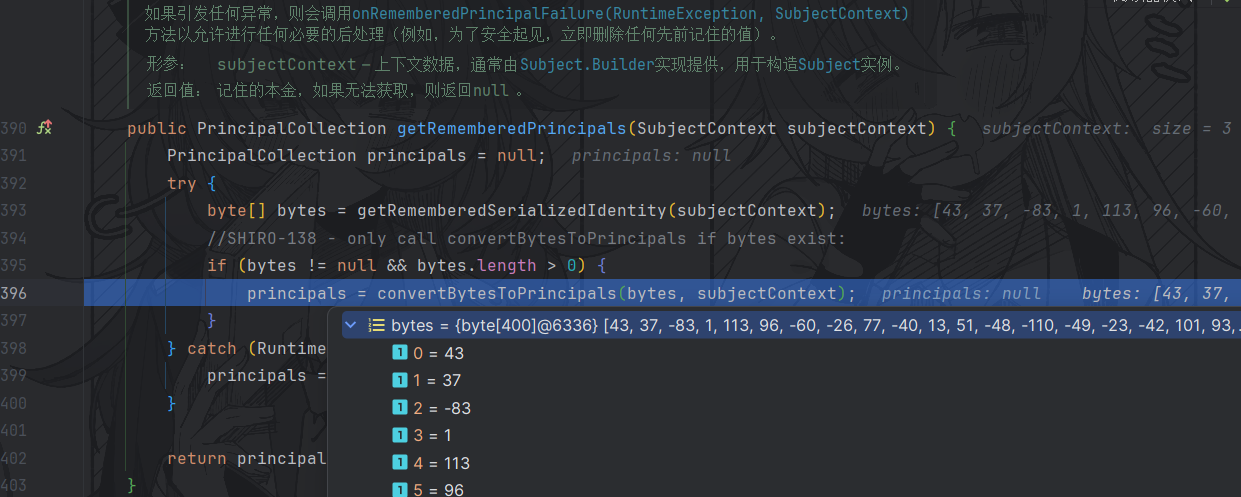 如果引发任何异常，则会调用onRememberedPrincipalFailure(RuntimeException, SubjectContext)
方法以允许进行任何必要的后处理（例如，为了安全起见，立即删除任何先前记住的值）。
形参： subjectContext – 上下文数据，通常由Subject.Builder实现提供，用于构造Subject实例。
返回值： 记住的本金，如果无法获取，则返回null 。
390 public PrincipalCollection getRememberedPrincipals(SubjectContext subjectContext) { subjectContext: size = 3
391 PrincipalCollection principals = null; principals: null
392 try {
393 byte[] bytes = getRememberedSerializedIdentity(subjectContext); bytes: [43, 37, -83, 1, 113, 96, -60,
394 //SHIRO-138 - only call convertBytesToPrincipals if bytes exist:
395 if (bytes != null && bytes.length > 0) {
396 principals = convertBytesToPrincipals(bytes, subjectContext); principals: null bytes: [43, 37,
397 }
bytes = {byte[400]@6336} [43, 37, -83, 1, 113, 96, -60, -26, 77, -40, 13, 51, -48, -110, -49, -23, -42, 101, 93,...
398 } catch (Runtime
0 = 43
399 principals =
1 = 37
400 }
2 = -83
401
3 = 1
402 return principal
4 = 113
403 }
5 = 96